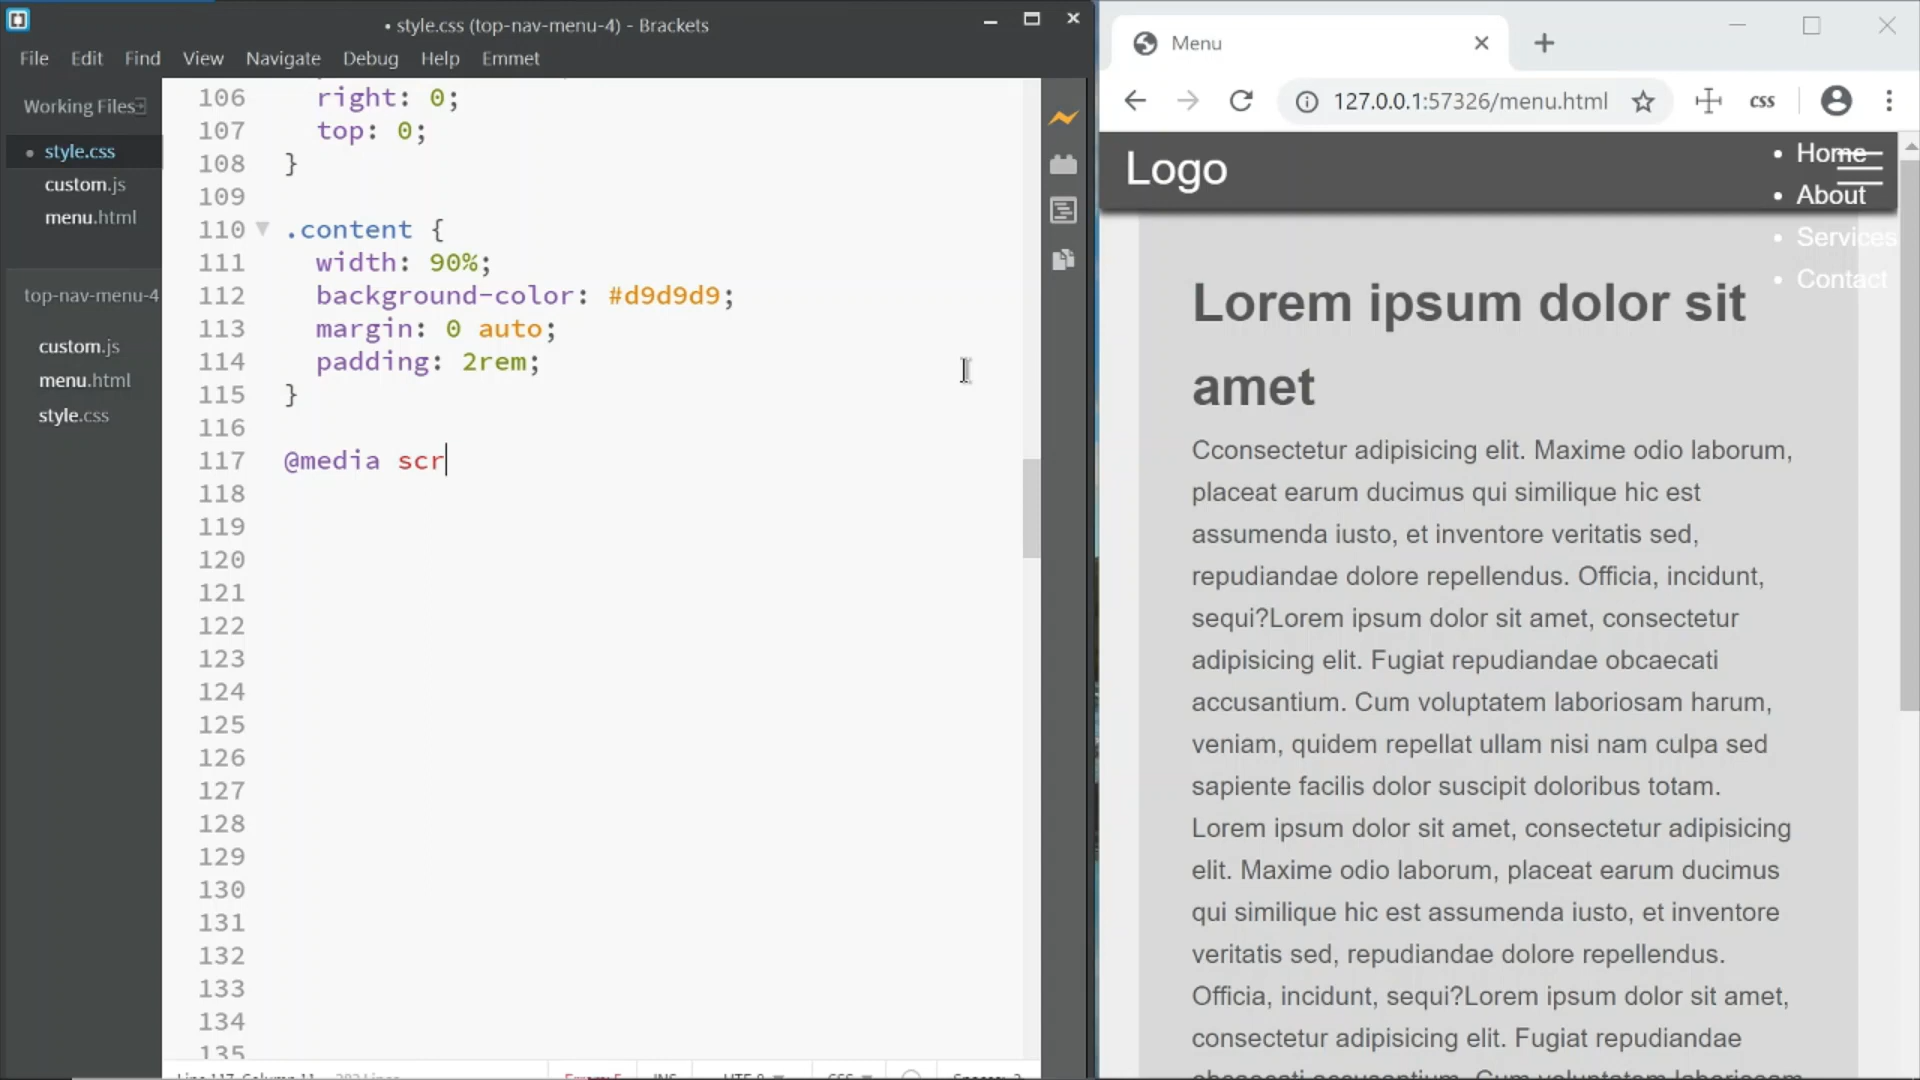 • style.css (top-nav-menu-4) - Brackets
File Edit Find View Navigate Debug Help Emmet
Working Files
• style.css
custom.js
menu.html
top-nav-menu-4
custom.js
menu.html
style.css
106 right: 0;
107 top: 0;
108 }
109
110 .content {
111 width: 90%;
112 background-color: #d9d9d9;
113 margin: 0 auto;
114 padding: 2rem;
115 }
116
117 @media scr
118
119
120
121
122
123
124
125
126
127
128
129
130
131
132
133
134
135
Menu
127.0.0.1:57326/menu.html
css
Logo
• Home
• About
• Services
• Contact
Lorem ipsum dolor sit
amet
Cconsectetur adipisicing elit. Maxime odio laborum,
placeat earum ducimus qui similique hic est
assumenda iusto, et inventore veritatis sed,
repudiandae dolore repellendus. Officia, incidunt,
sequi?Lorem ipsum dolor sit amet, consectetur
adipisicing elit. Fugiat repudiandae obcaecati
accusantium. Cum voluptatem laboriosam harum,
veniam, quidem repellat ullam nisi nam culpa sed
sapiente facilis dolor suscipit doloribus totam.
Lorem ipsum dolor sit amet, consectetur adipisicing
elit. Maxime odio laborum, placeat earum ducimus
qui similique hic est assumenda iusto, et inventore
veritatis sed, repudiandae dolore repellendus.
Officia, incidunt, sequi?Lorem ipsum dolor sit amet,
consectetur adipisicing elit. Fugiat repudiandae